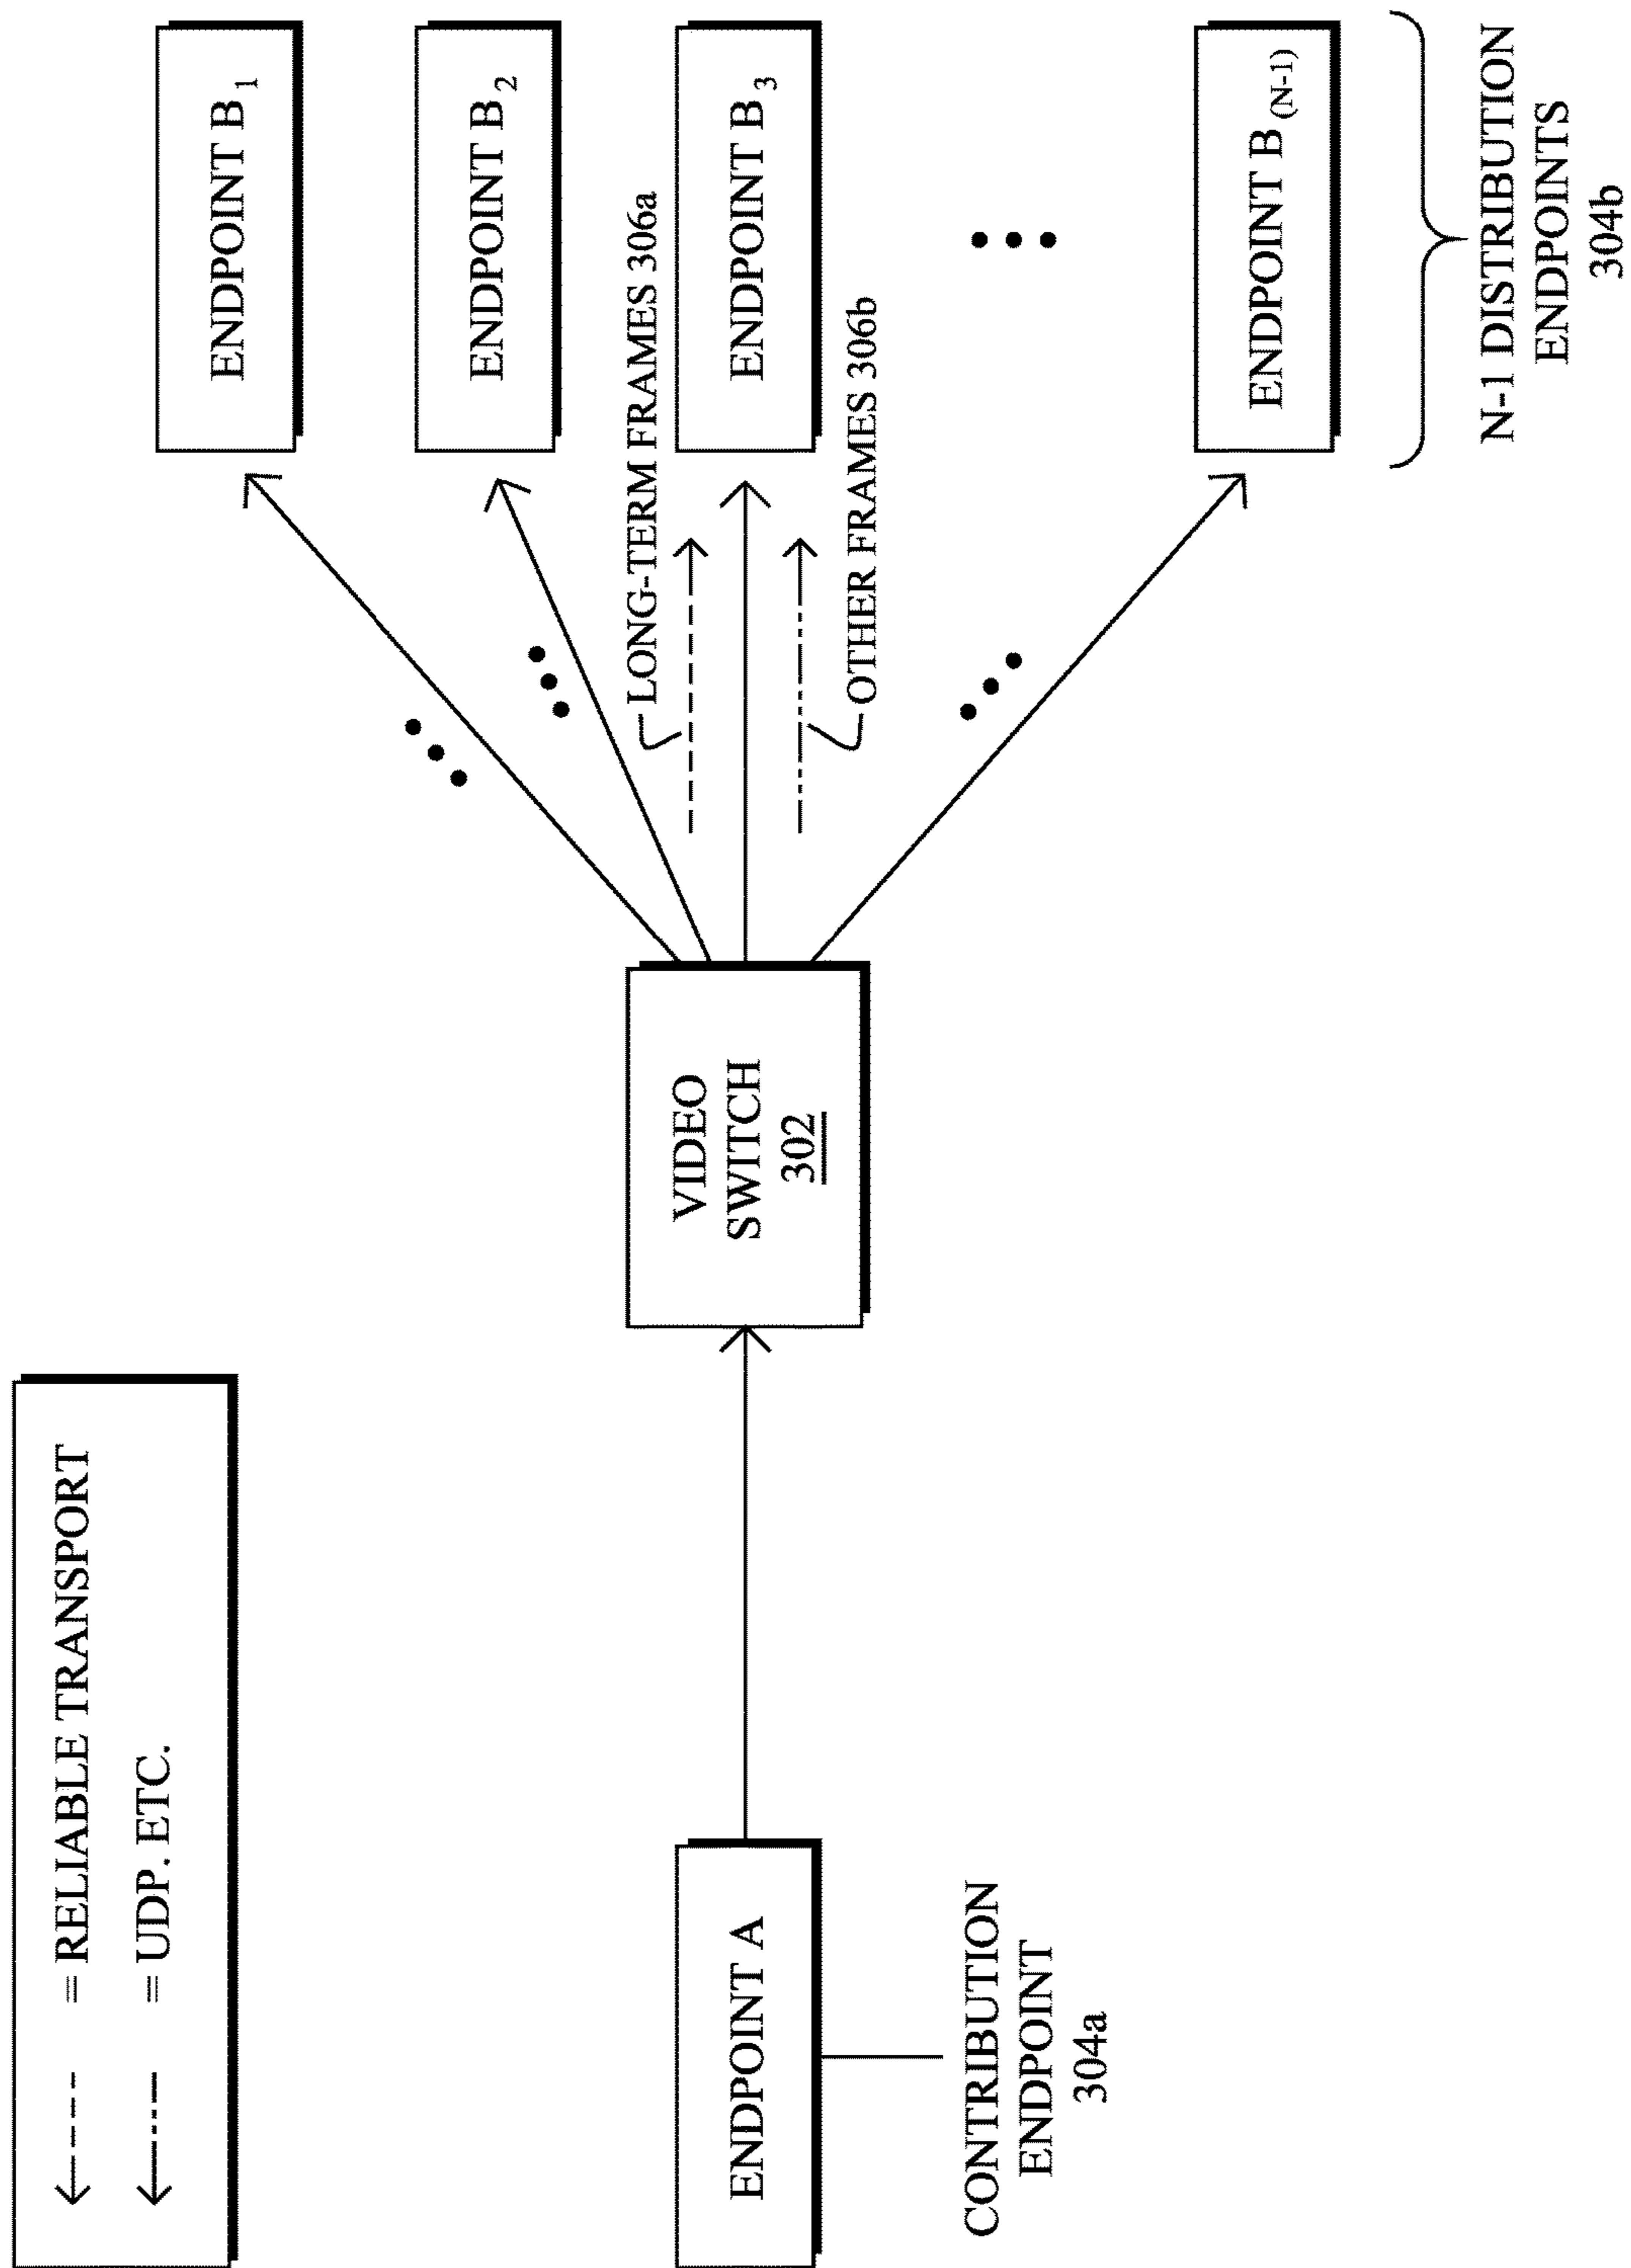 = RELIABLE TRANSPORT
= UDP. ETC.
ENDPOINT A
CONTRIBUTION
ENDPOINT
304a
VIDEO
SWITCH
302
ENDPOINT B1
ENDPOINT B2
LONG-TERM FRAMES 306a
ENDPOINT B3
OTHER FRAMES 306b
ENDPOINT B(N-1)
N-1 DISTRIBUTION
ENDPOINTS
304b